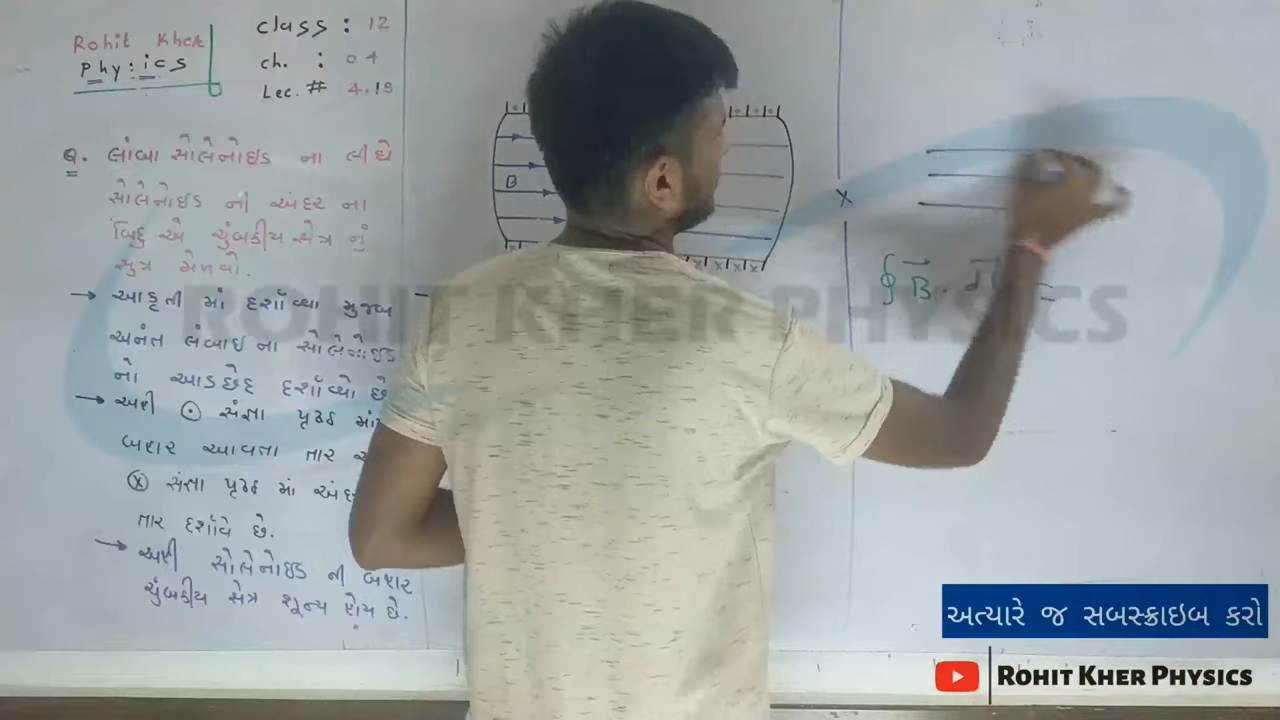 Rohit Kher
Physics
class : 12
ch. : 04
Lec. # 4.19
Q. લાંબા સોલેનોઇડ ના લીધે
સોલેનોઈડ ની અંદર ના
બિંદુ એ ચુંબકીય ક્ષેત્ર નું
સુત્ર મેળવો.
→ આકૃતી માં દર્શાવ્યા મુજબ
અનંત લંબાઇ ના સોલેનોઇડ
નો આડછેદ દર્શાવ્યો છે
→ અહી ⊙ સંજ્ઞા પૃષ્ઠ
બહાર આવતા તાર
ⓧ સંજ્ઞા પૃષ્ઠ માં
તાર દર્શાવે છે.
→ અહી સોલેનોઇડ ની બહાર
ચુંબકીય ક્ષેત્ર શૂન્ય હોય છે.
B
x x x x
X
∮ B⃗ · =
ROHIT KHER PHYSICS
અત્યારે જ સબસ્ક્રાઇબ કરો
ROHIT KHER PHYSICS